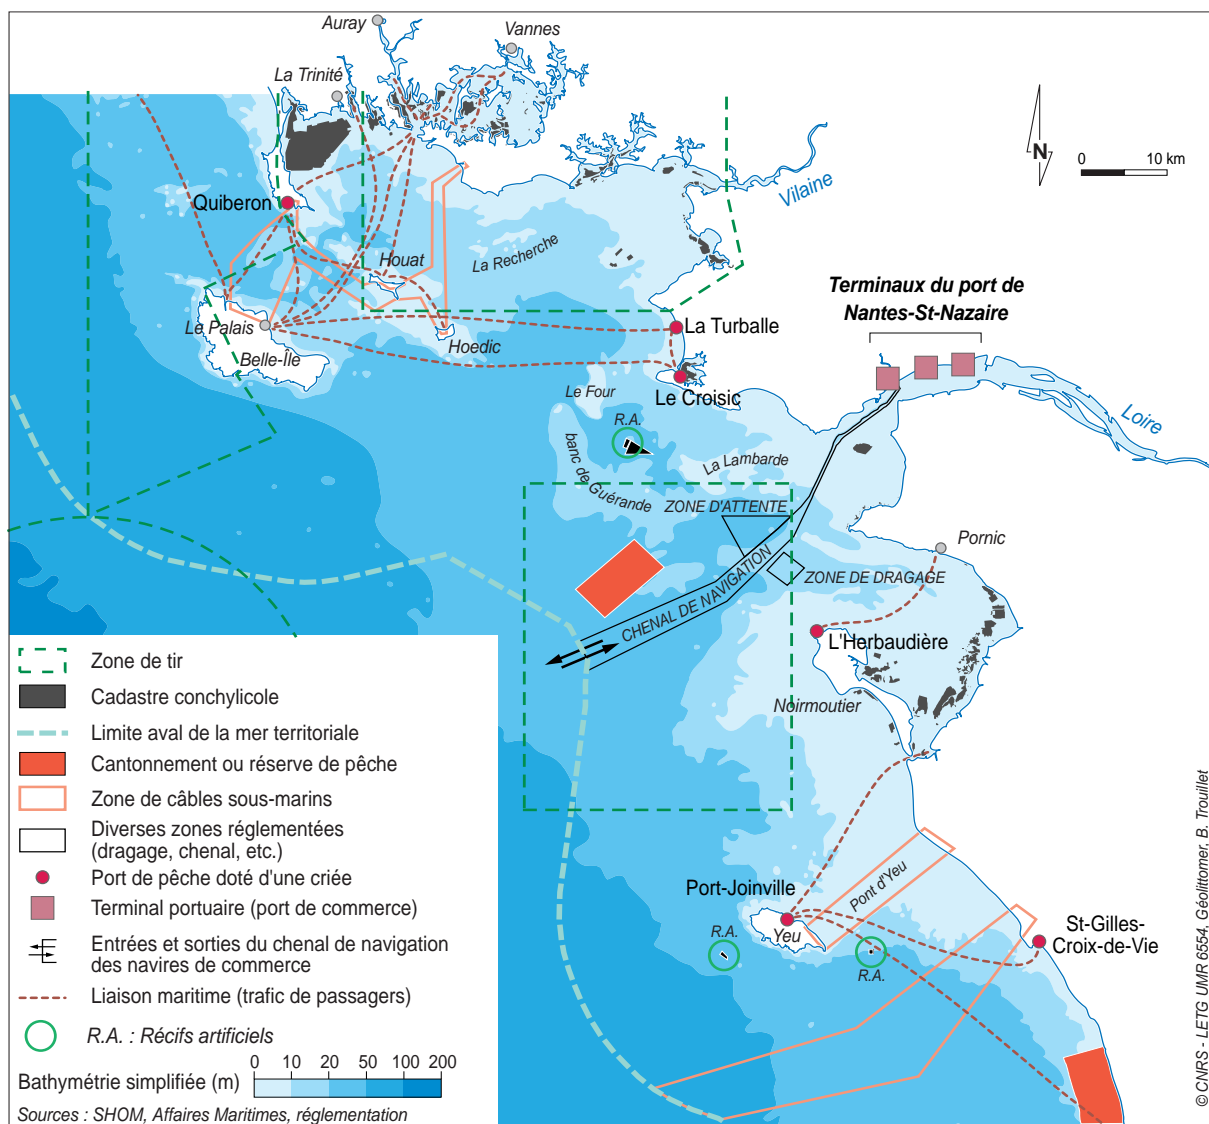 Auray
Vannes
La Trinité
N
0 10 km
Vilaine
Quiberon
La Recherche
Houat
Terminaux du port de
Nantes-St-Nazaire
Le Palais
La Turballe
Hoedic
Belle-Île
Le Four
Le Croisic
R.A.
Loire
banc de Guérande
La Lambarde
ZONE D'ATTENTE
Pornic
CHENAL DE NAVIGATION
ZONE DE DRAGAGE
L'Herbaudière
Noirmoutier
Port-Joinville
Pont d'Yeu
Yeu
St-Gilles-
Croix-de-Vie
R.A.
R.A.
Zone de tir
Cadastre conchylicole
Limite aval de la mer territoriale
Cantonnement ou réserve de pêche
Zone de câbles sous-marins
Diverses zones réglementées
(dragage, chenal, etc.)
Port de pêche doté d'une criée
Terminal portuaire (port de commerce)
Entrées et sorties du chenal de navigation
des navires de commerce
Liaison maritime (trafic de passagers)
R.A. : Récifs artificiels
0 10 20 50 100 200
Bathymétrie simplifiée (m)
Sources : SHOM, Affaires Maritimes, réglementation
© CNRS - LETG UMR 6554, Géolittomer, B. Trouillet